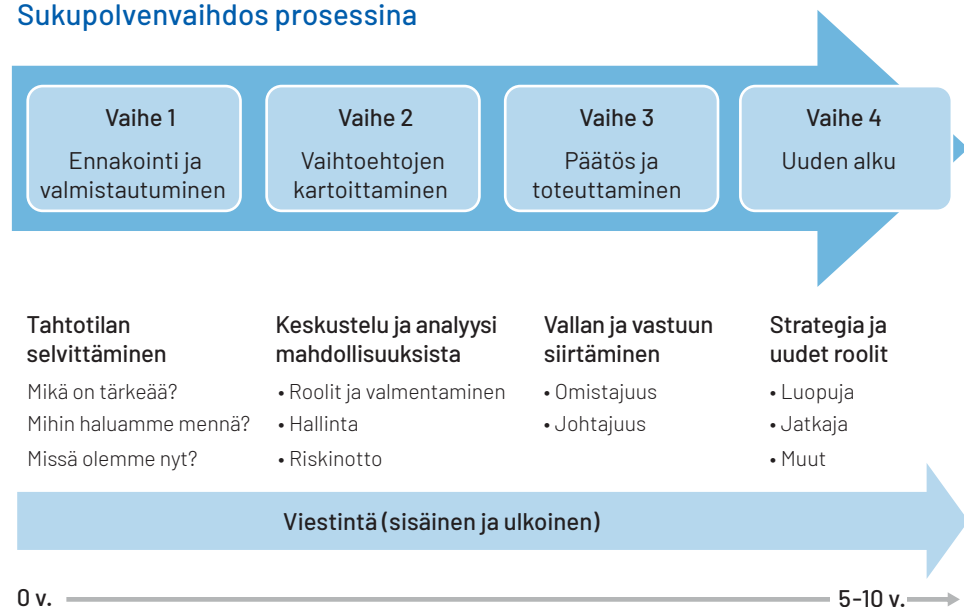 Sukupolvenvaihdos prosessina
Vaihe 1
Ennakointi ja
valmistautuminen
Vaihe 2
Vaihtoehtojen
kartoittaminen
Vaihe 3
Päätös ja
toteuttaminen
Vaihe 4
Uuden alku
Tahtotilan
selvittäminen
Mikä on tärkeää?
Mihin haluamme mennä?
Missä olemme nyt?
Keskustelu ja analyysi
mahdollisuuksista
• Roolit ja valmentaminen
• Hallinta
• Riskinotto
Vallan ja vastuun
siirtäminen
• Omistajuus
• Johtajuus
Strategia ja
uudet roolit
• Luopuja
• Jatkaja
• Muut
Viestintä (sisäinen ja ulkoinen)
0 v.
5-10 v.